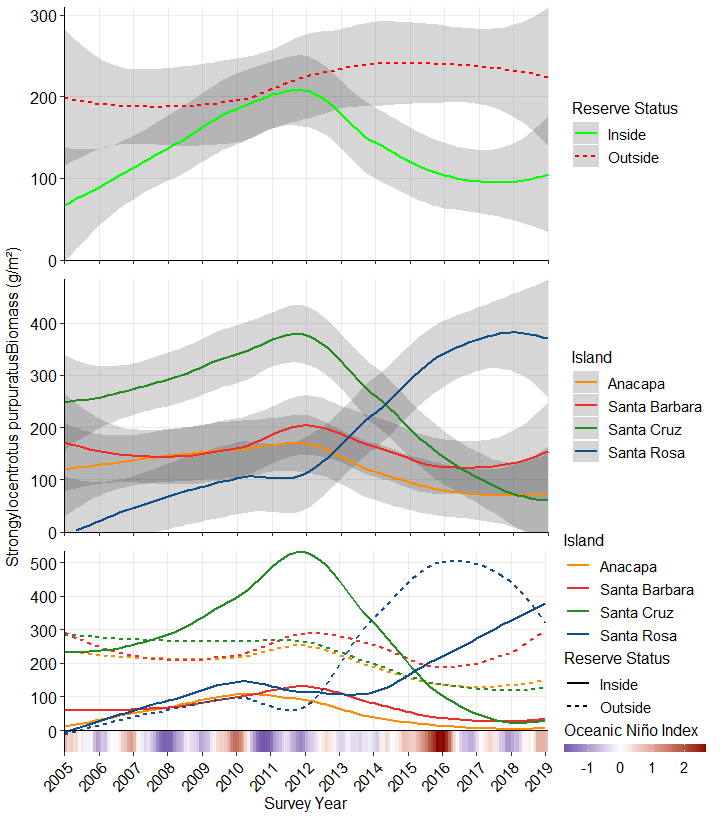 Strongylocentrotus purpuratusBiomass (g/m²)
300
200
100
0
Reserve Status
Inside
Outside
400
300
200
100
0
Island
Anacapa
Santa Barbara
Santa Cruz
Santa Rosa
500
400
300
200
100
0
Island
Anacapa
Santa Barbara
Santa Cruz
Santa Rosa
Reserve Status
Inside
Outside
Oceanic Niño Index
-1 0 1 2
2005 2006 2007 2008 2009 2010 2011 2012 2013 2014 2015 2016 2017 2018 2019
Survey Year